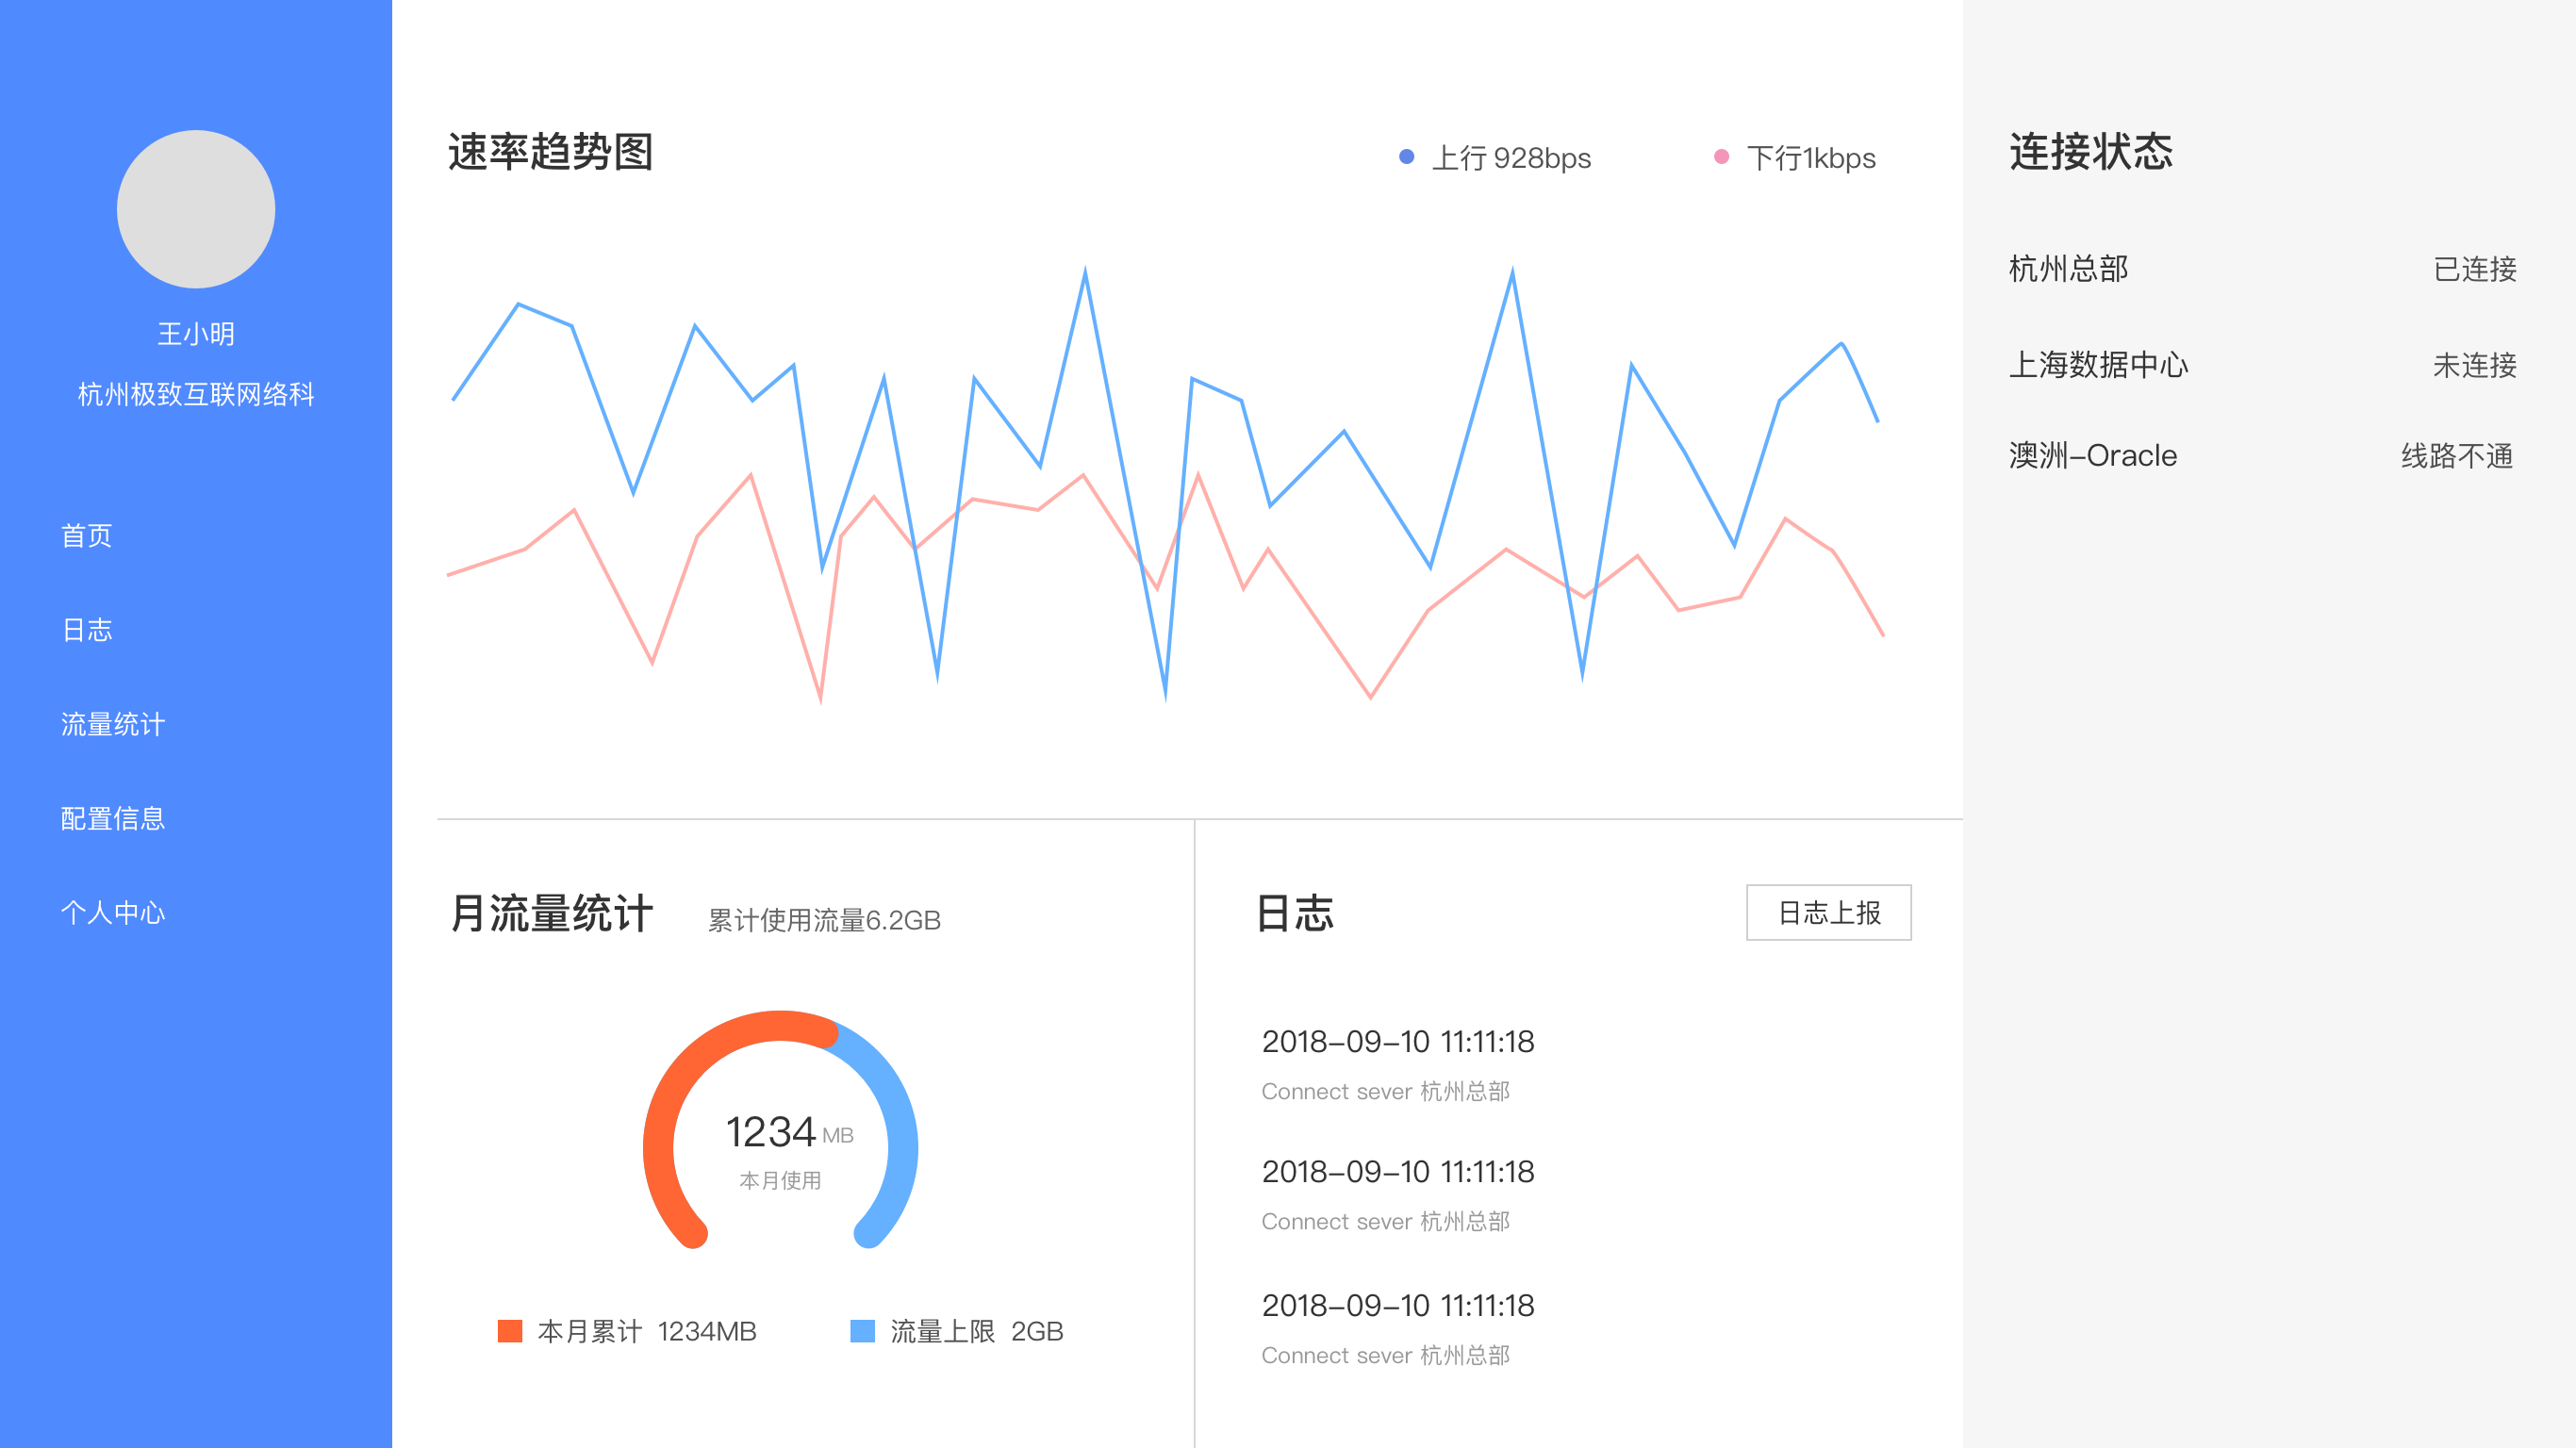 王小明
杭州极致互联网络科
首页
日志
流量统计
配置信息
个人中心
速率趋势图
上行 928bps
下行1kbps
月流量统计
累计使用流量6.2GB
1234 MB
本月使用
本月累计 1234MB
流量上限 2GB
日志
日志上报
2018-09-10 11:11:18
Connect sever 杭州总部
2018-09-10 11:11:18
Connect sever 杭州总部
2018-09-10 11:11:18
Connect sever 杭州总部
连接状态
杭州总部 已连接
上海数据中心 未连接
澳洲-Oracle 线路不通